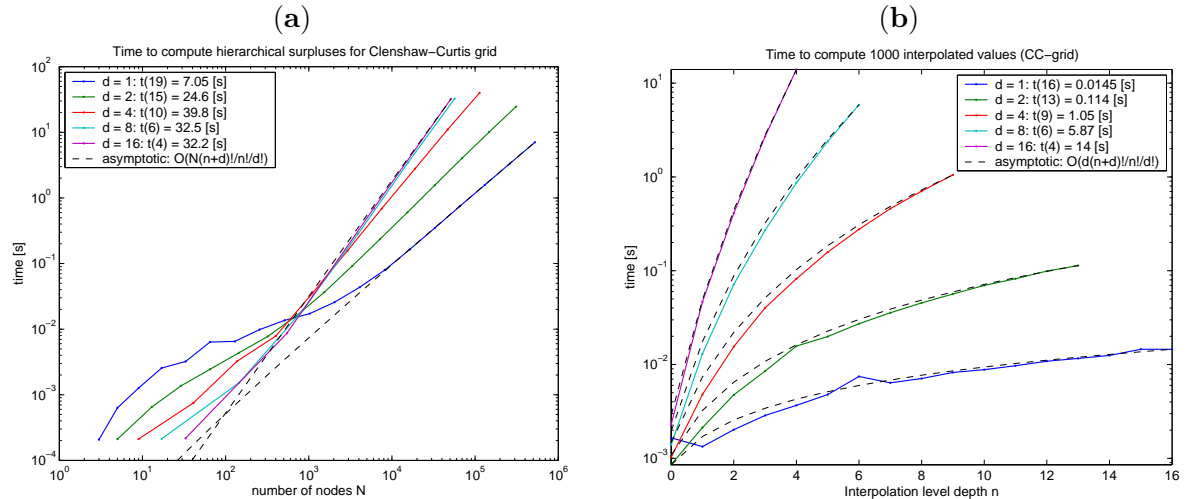 (a)
Time to compute hierarchical surpluses for Clenshaw−Curtis grid
10^2
10^1
10^0
10^−1
10^−2
10^−3
10^−4
time [s]
d = 1: t(19) = 7.05 [s]
d = 2: t(15) = 24.6 [s]
d = 4: t(10) = 39.8 [s]
d = 8: t(6) = 32.5 [s]
d = 16: t(4) = 32.2 [s]
asymptotic: O(N(n+d)!/n!/d!)
10^0 10^1 10^2 10^3 10^4 10^5 10^6
number of nodes N
(b)
Time to compute 1000 interpolated values (CC−grid)
10^1
10^0
10^−1
10^−2
10^−3
time [s]
d = 1: t(16) = 0.0145 [s]
d = 2: t(13) = 0.114 [s]
d = 4: t(9) = 1.05 [s]
d = 8: t(6) = 5.87 [s]
d = 16: t(4) = 14 [s]
asymptotic: O(d(n+d)!/n!/d!)
0 2 4 6 8 10 12 14 16
Interpolation level depth n